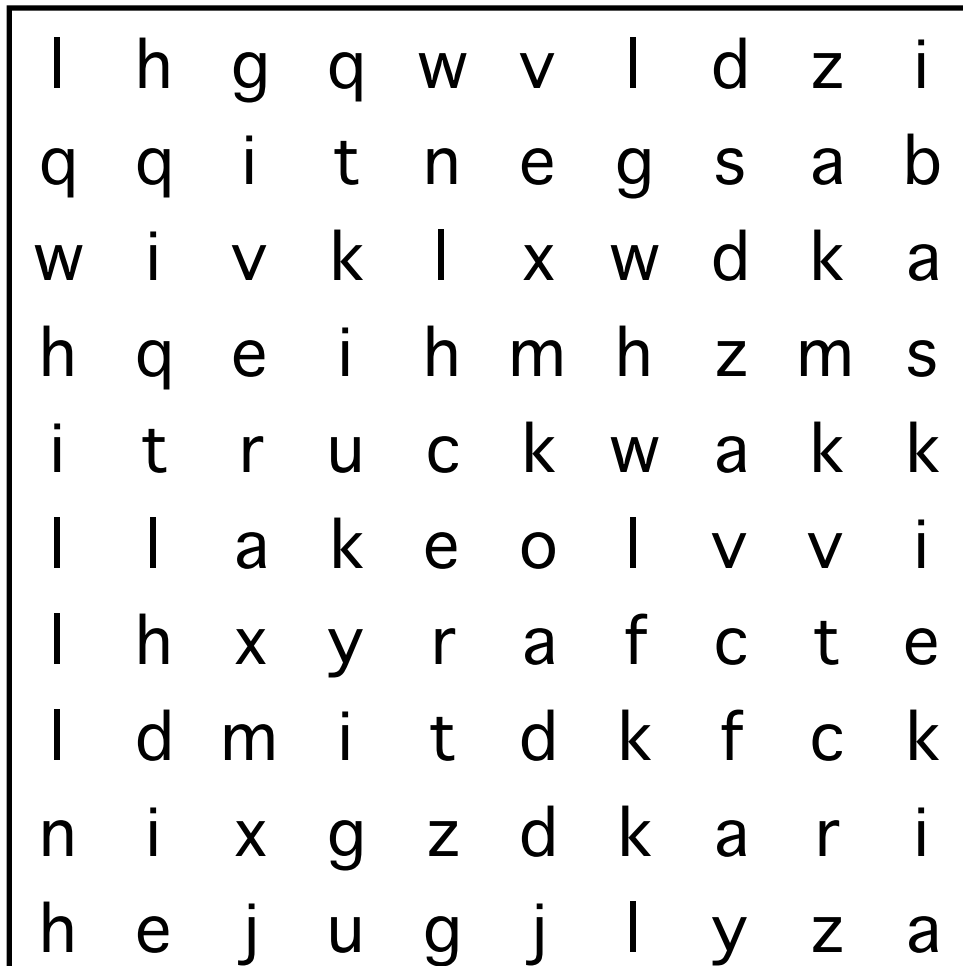 l h g q w v l d z i
q q i t n e g s a b
w i v k l x w d k a
h q e i h m h z m s
i t r u c k w a k k
l l a k e o l v v i
l h x y r a f c t e
l d m i t d k f c k
n i x g z d k a r i
h e j u g j l y z a